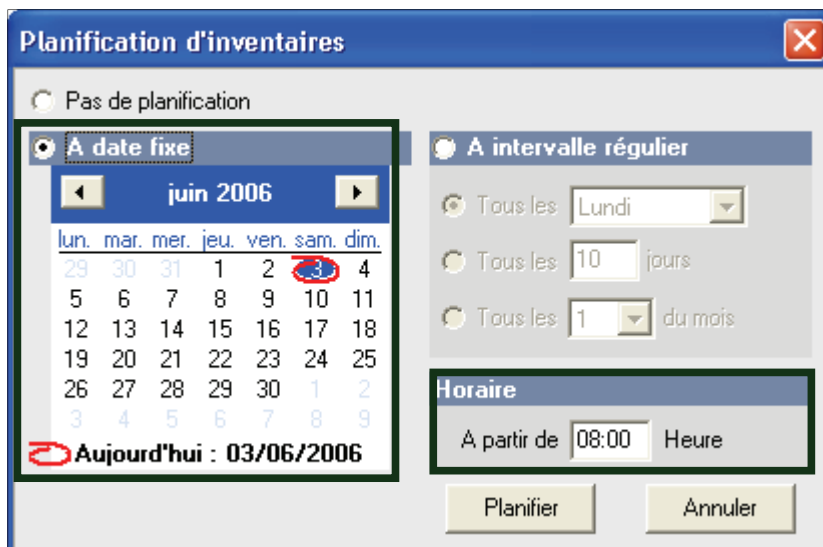 Planification d'inventaires
Pas de planification
A date fixe
juin 2006
lun. mar. mer. jeu. ven. sam. dim.
29 30 31 1 2 3 4
5 6 7 8 9 10 11
12 13 14 15 16 17 18
19 20 21 22 23 24 25
26 27 28 29 30 1 2
3 4 5 6 7 8 9
Aujourd'hui : 03/06/2006
A intervalle régulier
Tous les Lundi
Tous les 10 jours
Tous les 1 du mois
Horaire
A partir de 08:00 Heure
Planifier Annuler